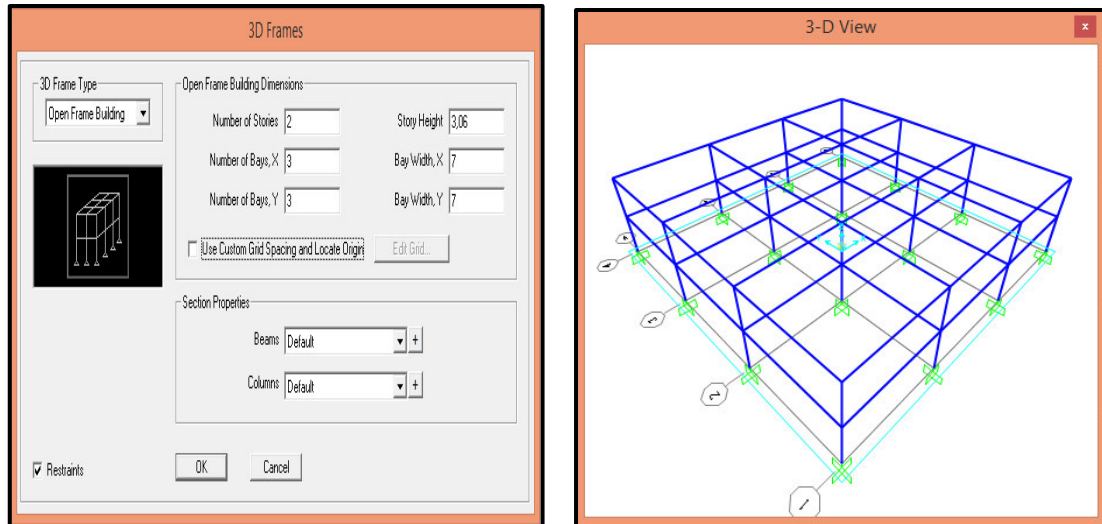 3D Frames
3D Frame Type
Open Frame Building
Open Frame Building Dimensions
Number of Stories 2
Story Height 3,06
Number of Bays, X 3
Bay Width, X 7
Number of Bays, Y 3
Bay Width, Y 7
Use Custom Grid Spacing and Locate Origin
Edit Grid...
Section Properties
Beams Default +
Columns Default +
Restraints
OK
Cancel
3-D View
x
2
1